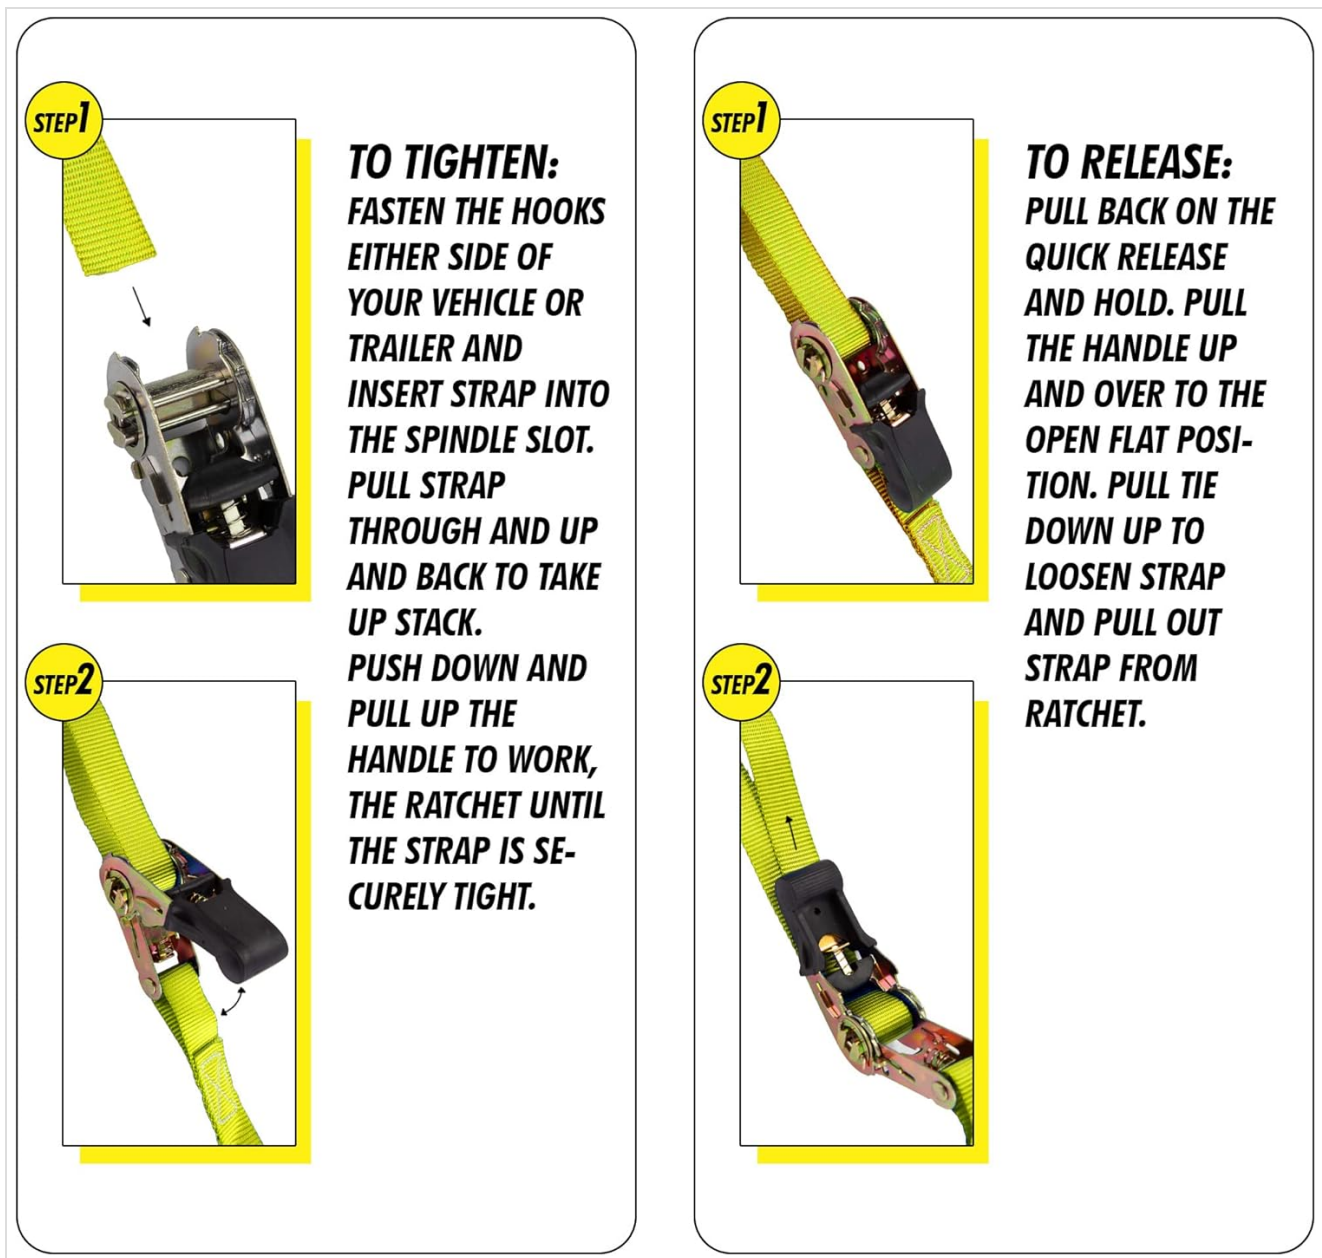 STEP1
TO TIGHTEN:
FASTEN THE HOOKS
EITHER SIDE OF
YOUR VEHICLE OR
TRAILER AND
INSERT STRAP INTO
THE SPINDLE SLOT.
PULL STRAP
THROUGH AND UP
AND BACK TO TAKE
UP STACK.
PUSH DOWN AND
PULL UP THE
HANDLE TO WORK,
THE RATCHET UNTIL
THE STRAP IS SE-
CURELY TIGHT.
STEP2
STEP1
TO RELEASE:
PULL BACK ON THE
QUICK RELEASE
AND HOLD. PULL
THE HANDLE UP
AND OVER TO THE
OPEN FLAT POSI-
TION. PULL TIE
DOWN UP TO
LOOSEN STRAP
AND PULL OUT
STRAP FROM
RATCHET.
STEP2